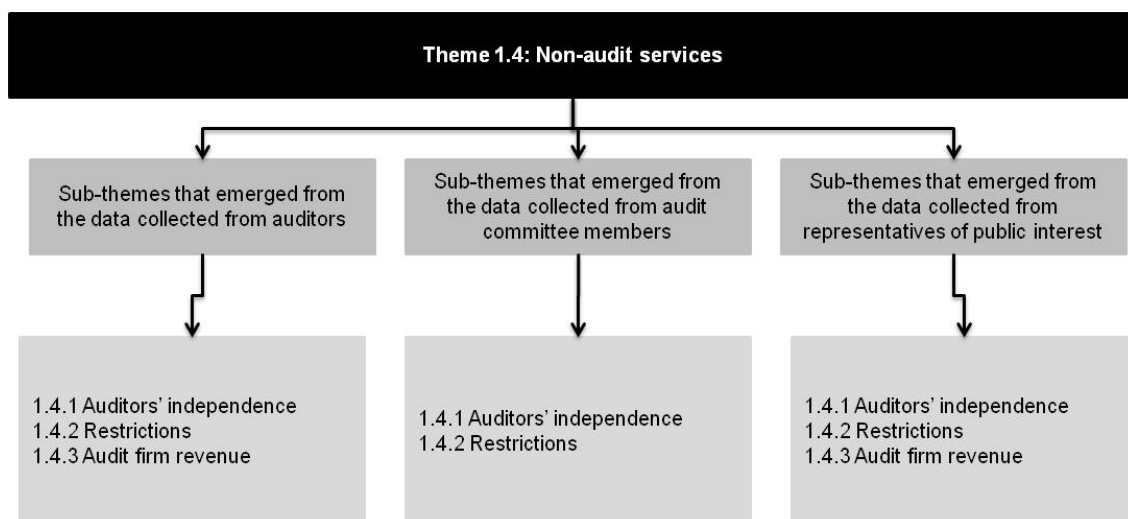 Theme 1.4: Non-audit services
Sub-themes that emerged from
the data collected from auditors
Sub-themes that emerged from
the data collected from audit
committee members
Sub-themes that emerged from
the data collected from
representatives of public interest
1.4.1 Auditors’ independence
1.4.2 Restrictions
1.4.3 Audit firm revenue
1.4.1 Auditors’ independence
1.4.2 Restrictions
1.4.1 Auditors’ independence
1.4.2 Restrictions
1.4.3 Audit firm revenue